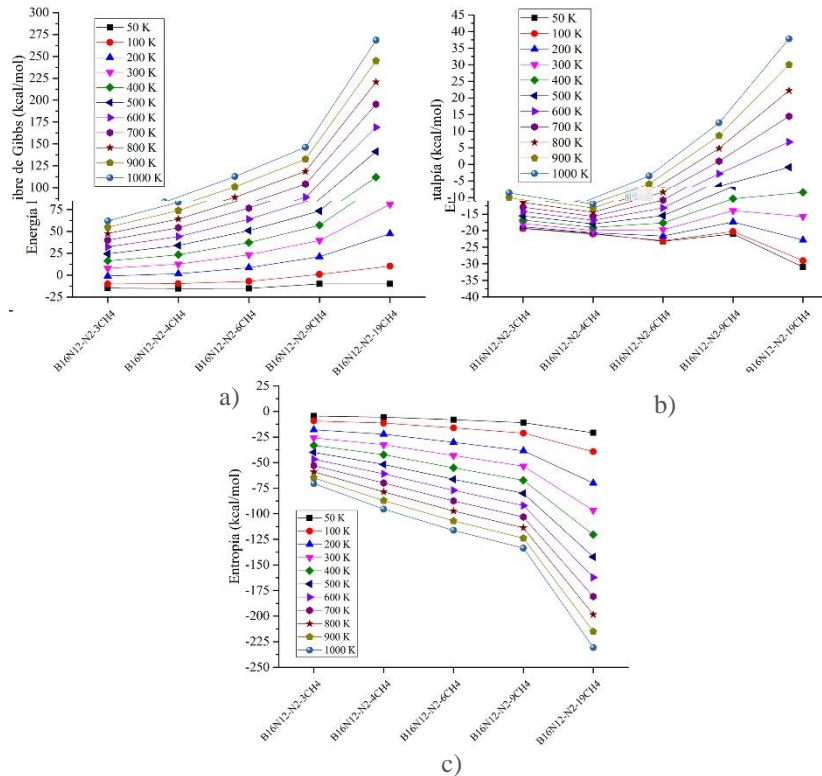 300
275
250
225
200
175
150
125
100
75
50
25
0
-25
ibre de Gibbs (kcal/mol)
Energía
50 K
100 K
200 K
300 K
400 K
500 K
600 K
700 K
800 K
900 K
1000 K
B16N12-N2-3CH4
B16N12-N2-4CH4
B16N12-N2-6CH4
B16N12-N2-9CH4
B16N12-N2-19CH4
a)
45
40
35
30
25
20
15
10
5
0
-5
-10
-15
-20
-25
-30
-35
-40
talpía (kcal/mol)
50 K
100 K
200 K
300 K
400 K
500 K
600 K
700 K
800 K
900 K
1000 K
B16N12-N2-3CH4
B16N12-N2-4CH4
B16N12-N2-6CH4
B16N12-N2-9CH4
B16N12-N2-19CH4
b)
25
0
-25
-50
-75
-100
-125
-150
-175
-200
-225
-250
Entropía (kcal/mol)
50 K
100 K
200 K
300 K
400 K
500 K
600 K
700 K
800 K
900 K
1000 K
B16N12-N2-3CH4
B16N12-N2-4CH4
B16N12-N2-6CH4
B16N12-N2-9CH4
B16N12-N2-19CH4
c)